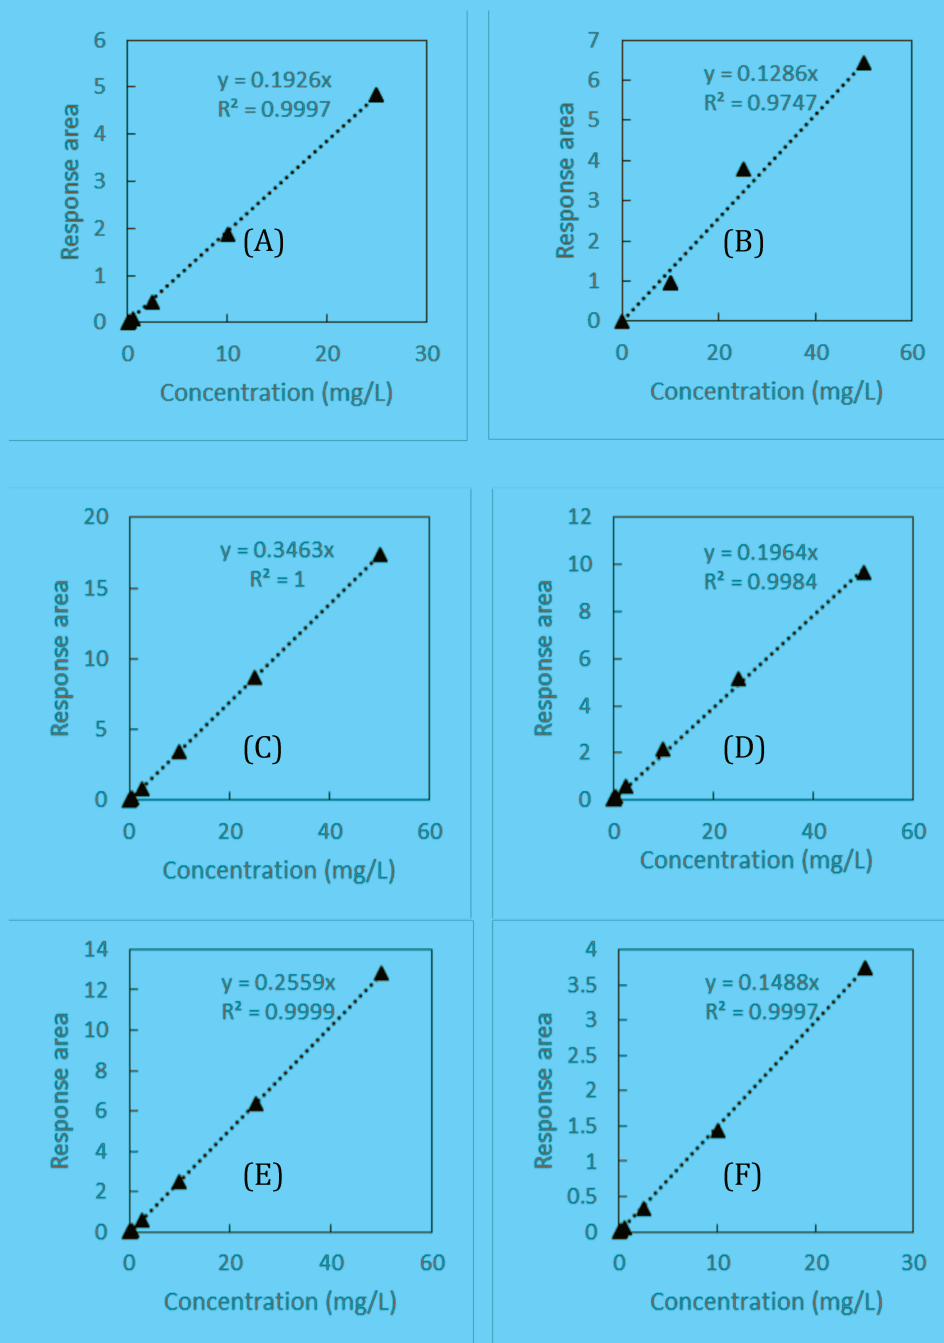 6
5
4
3
2
1
0
Response area
y = 0.1926x
R² = 0.9997
(A)
0 10 20 30
Concentration (mg/L)
7
6
5
4
3
2
1
0
Response area
y = 0.1286x
R² = 0.9747
(B)
0 20 40 60
Concentration (mg/L)
20
15
10
5
0
Response area
y = 0.3463x
R² = 1
(C)
0 20 40 60
Concentration (mg/L)
12
10
8
6
4
2
0
Response area
y = 0.1964x
R² = 0.9984
(D)
0 20 40 60
Concentration (mg/L)
14
12
10
8
6
4
2
0
Response area
y = 0.2559x
R² = 0.9999
(E)
0 20 40 60
Concentration (mg/L)
4
3.5
3
2.5
2
1.5
1
0.5
0
Response area
y = 0.1488x
R² = 0.9997
(F)
0 10 20 30
Concentration (mg/L)